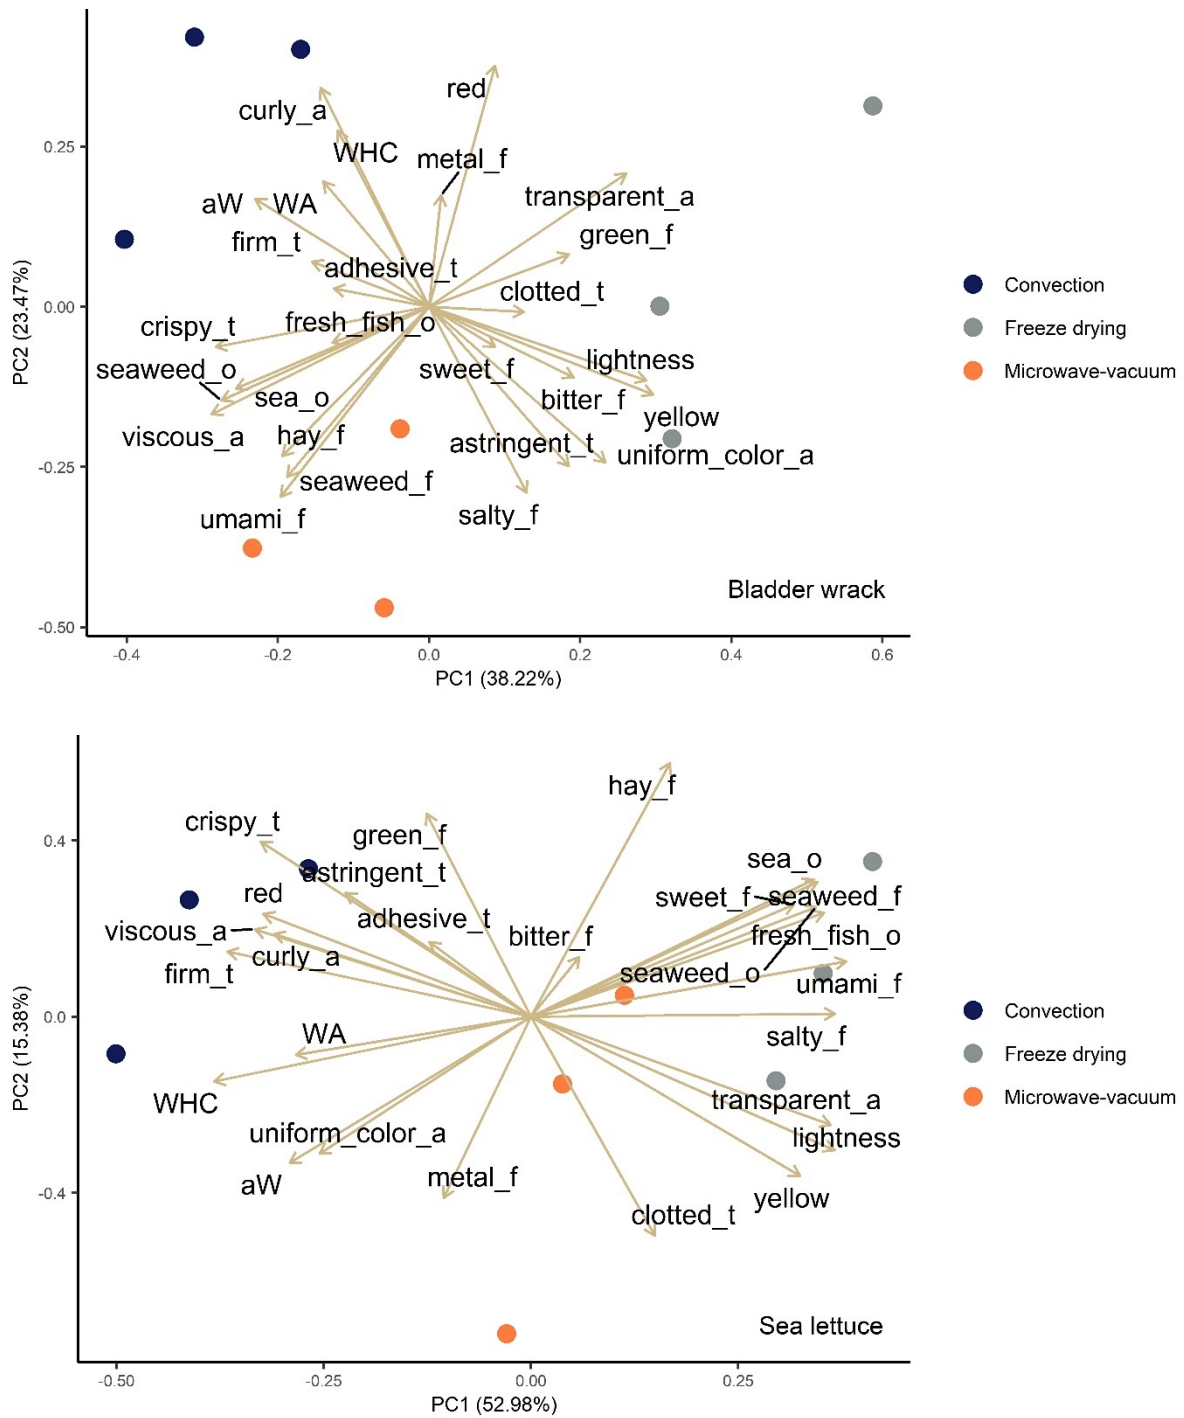 red
curly_a
WHC
metal_f
0.25
aW
WA
transparent_a
firm_t
green_f
adhesive_t
clotted_t
Convection
0.00
crispy_t
fresh_fish_o
Freeze drying
PC2 (23.47%)
seaweed_o
sweet_f
lightness
Microwave-vacuum
sea_o
bitter_f
yellow
viscous_a
hay_f
astringent_t
uniform_color_a
-0.25
seaweed_f
umami_f
salty_f
Bladder wrack
-0.50
-0.4
-0.2
0.0
0.2
0.4
0.6
PC1 (38.22%)
hay_f
crispy_t
green_f
0.4
sea_o
astringent_t
red
sweet_f
seaweed_f
adhesive_t
viscous_a
bitter_f
fresh_fish_o
curly_a
firm_t
seaweed_o
umami_f
Convection
0.0
WA
salty_f
Freeze drying
PC2 (15.38%)
WHC
transparent_a
Microwave-vacuum
uniform_color_a
lightness
aW
metal_f
-0.4
yellow
clotted_t
Sea lettuce
-0.50
-0.25
0.00
0.25
PC1 (52.98%)